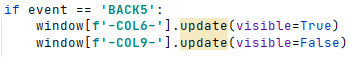 if event == 'BACK5':
    window[f'-COL6-'].update(visible=True)
    window[f'-COL9-'].update(visible=False)